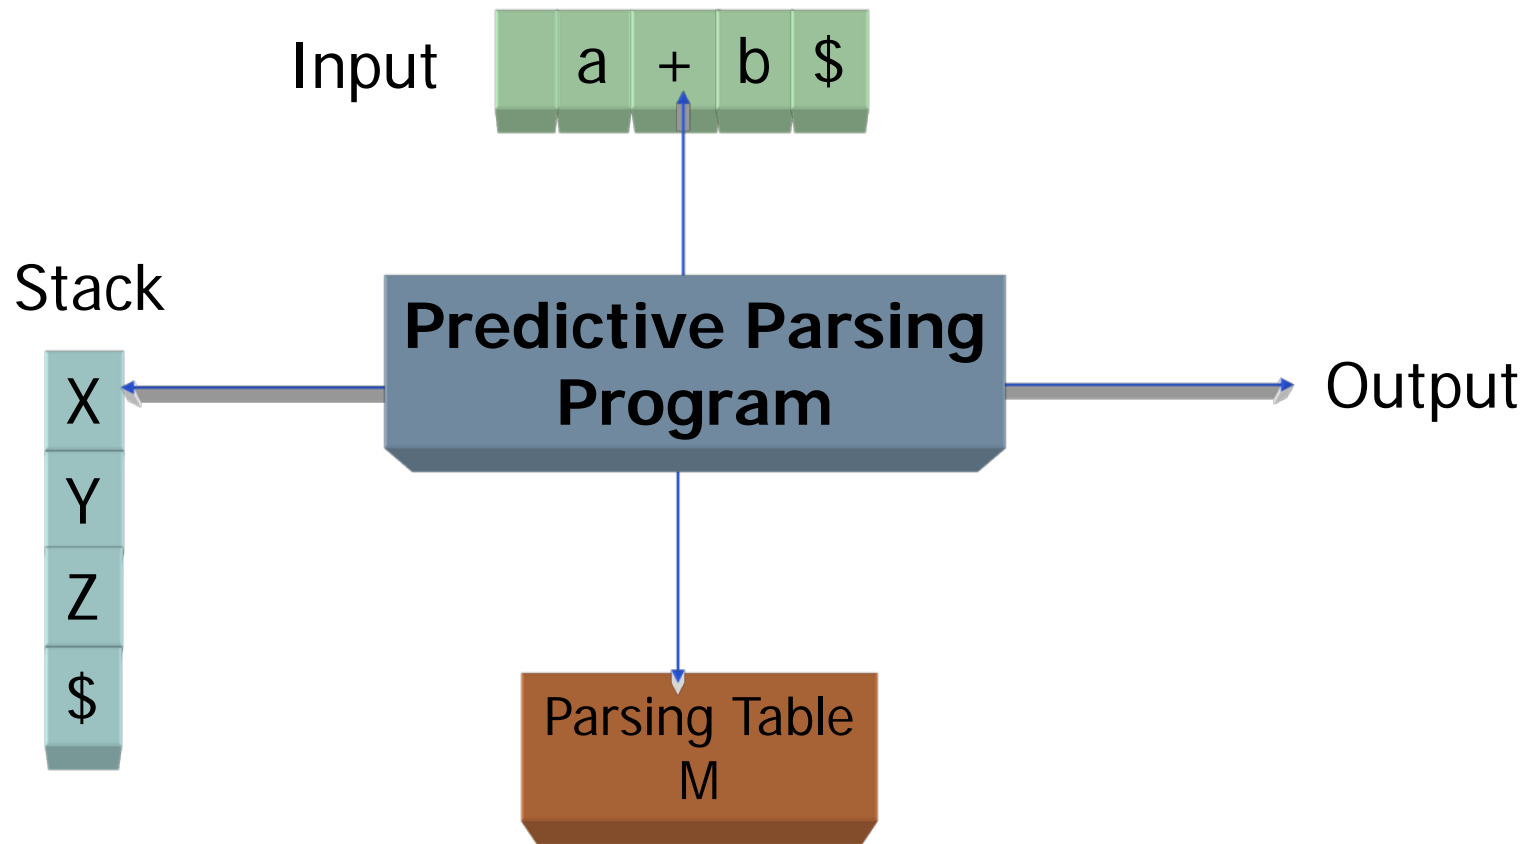 Input a + b $
Stack
Predictive Parsing
Program
Output
X
Y
Z
$
Parsing Table
M